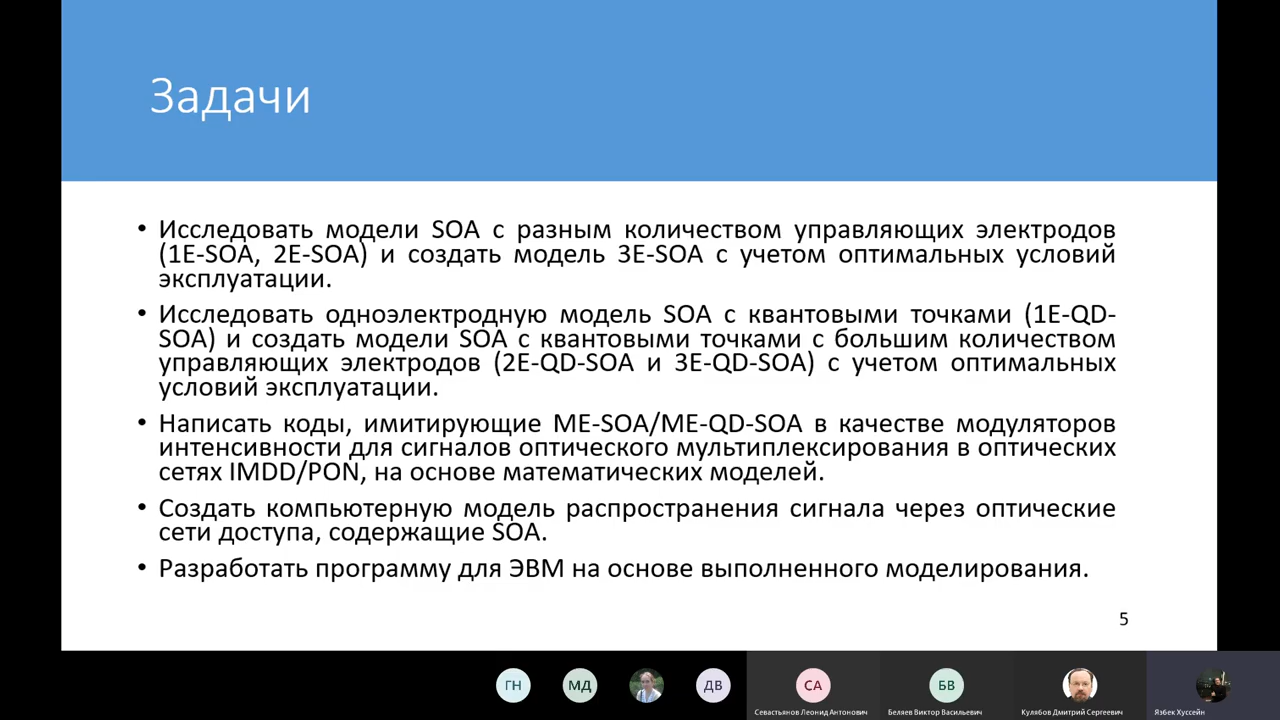 Задачи
• Исследовать модели SOA с разным количеством управляющих электродов
(1E-SOA, 2E-SOA) и создать модель 3E-SOA с учетом оптимальных условий
эксплуатации.
• Исследовать одноэлектродную модель SOA с квантовыми точками (1E-QD-
SOA) и создать модели SOA с квантовыми точками с большим количеством
управляющих электродов (2E-QD-SOA и 3E-QD-SOA) с учетом оптимальных
условий эксплуатации.
• Написать коды, имитирующие ME-SOA/ME-QD-SOA в качестве модуляторов
интенсивности для сигналов оптического мультиплексирования в оптических
сетях IMDD/PON, на основе математических моделей.
• Создать компьютерную модель распространения сигнала через оптические
сети доступа, содержащие SOA.
• Разработать программу для ЭВМ на основе выполненного моделирования.
5
ГН МД ДВ СА БВ
Севастьянов Леонид Антонович Беляев Виктор Васильевич Кулябов Дмитрий Сергеевич Язбек Хуссейн